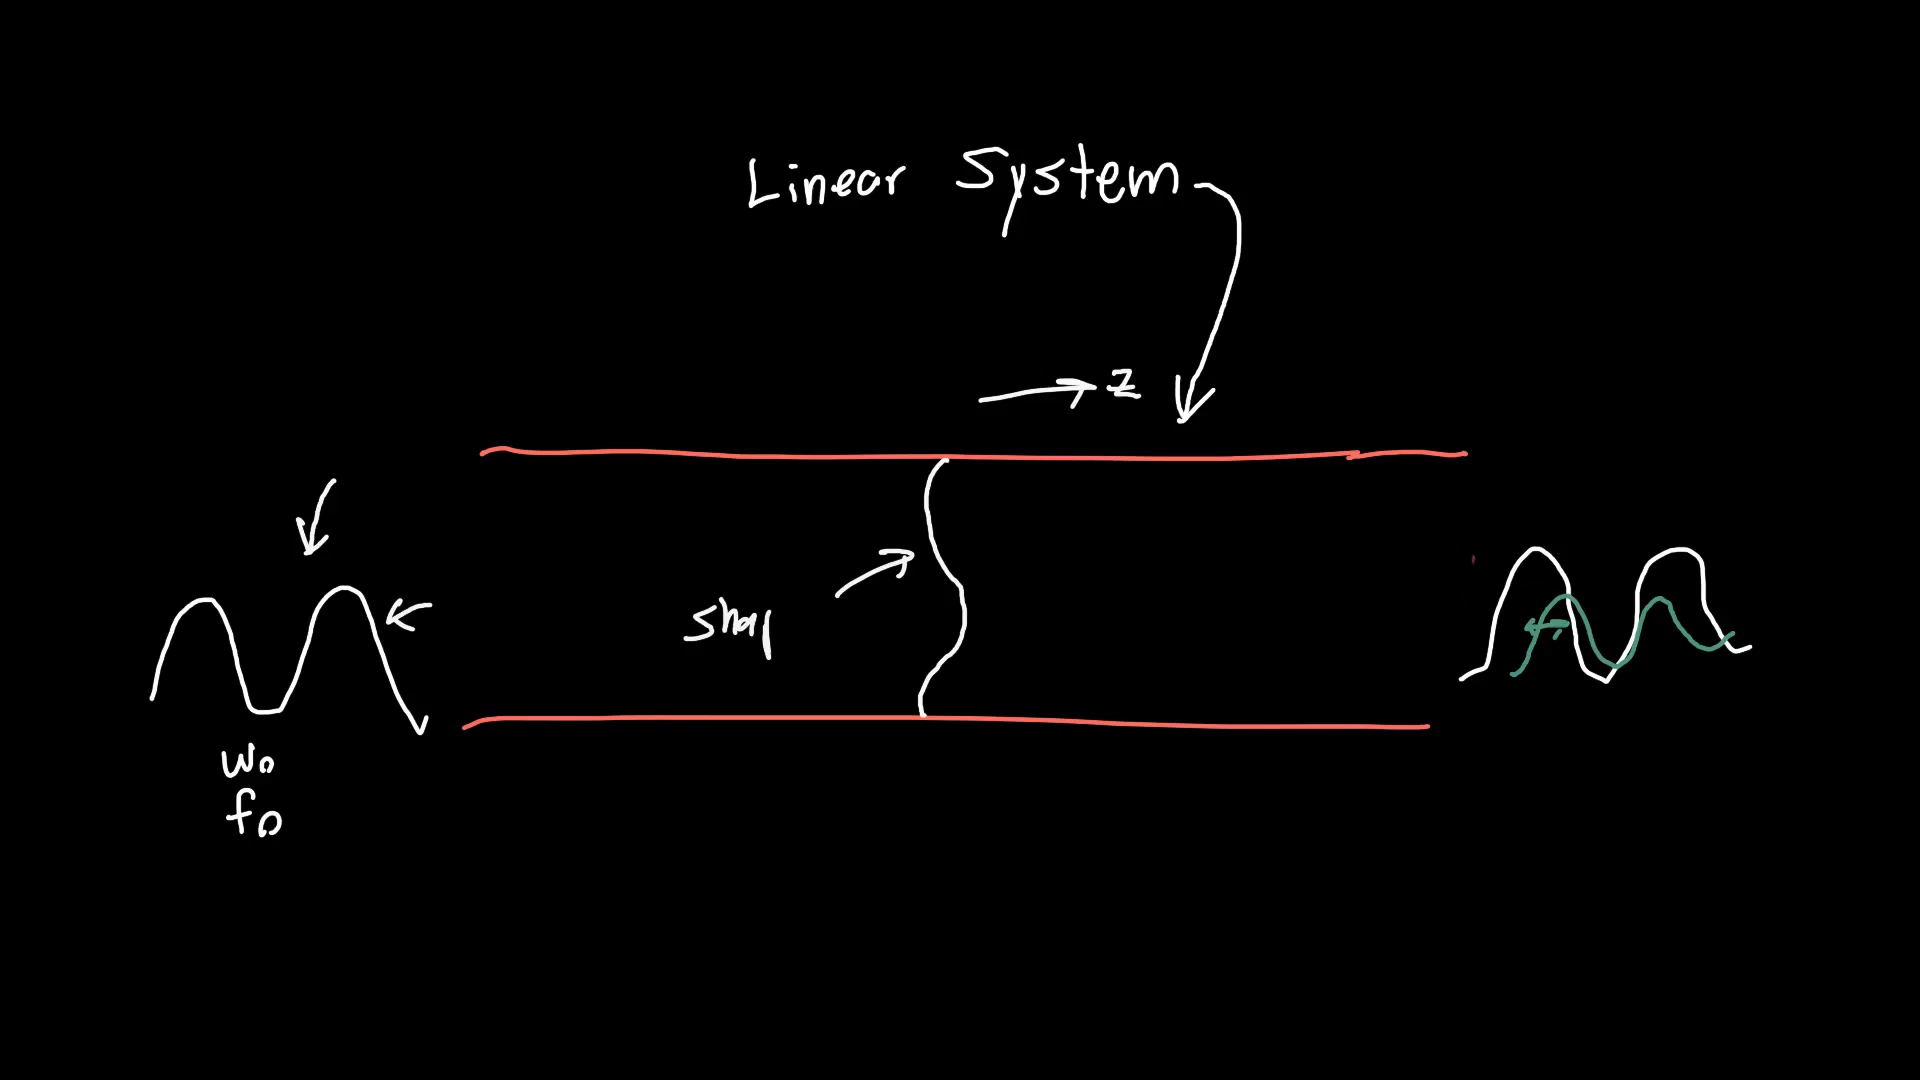 Linear System
z
shap
w₀
f₀